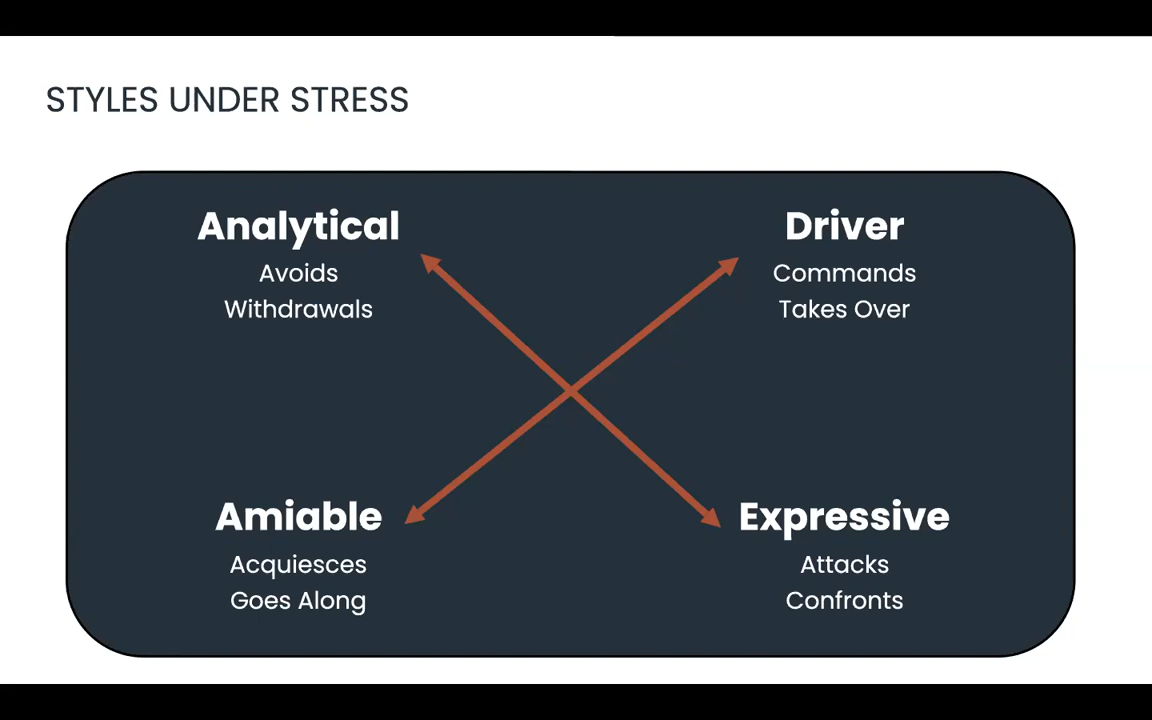 STYLES UNDER STRESS
Analytical
Avoids
Withdrawals
Driver
Commands
Takes Over
Amiable
Acquiesces
Goes Along
Expressive
Attacks
Confronts